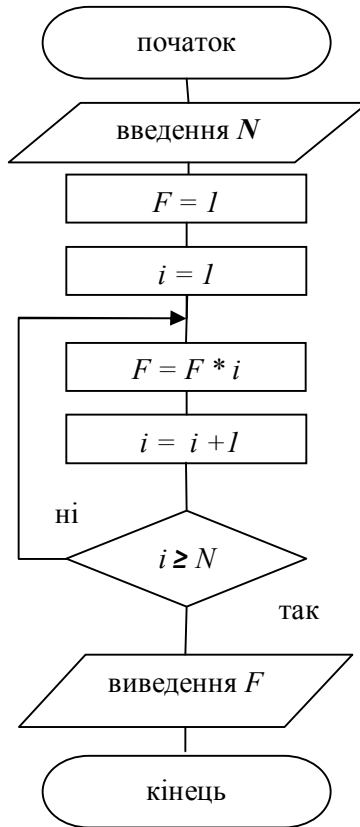 початок
введення N
F = 1
i = 1
F = F * i
i = i +1
ні
i ≥ N
так
виведення F
кінець